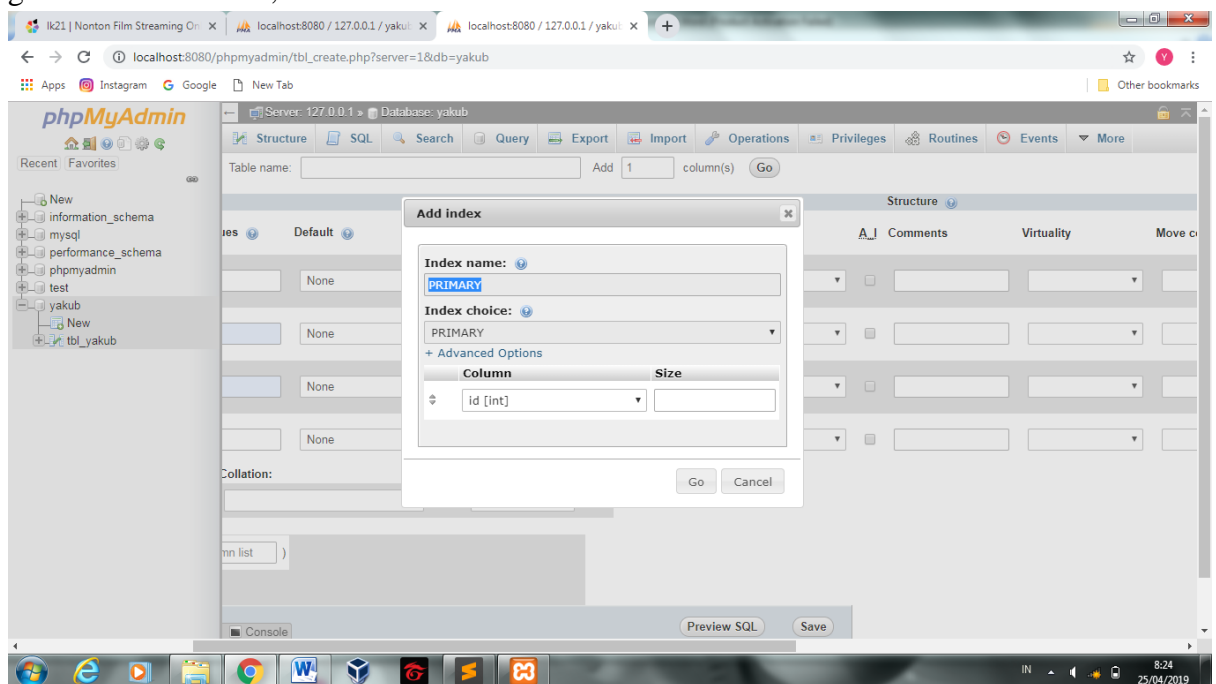 lk21 | Nonton Film Streaming On
localhost:8080 / 127.0.0.1 / yakub
localhost:8080 / 127.0.0.1 / yakub
localhost:8080/phpmyadmin/tbl_create.php?server=1&db=yakub
Y
Apps Instagram Google New Tab Other bookmarks
phpMyAdmin
Recent Favorites
New
information_schema
mysql
performance_schema
phpmyadmin
test
yakub
New
tbl_yakub
Server: 127.0.0.1 » Database: yakub
Structure SQL Search Query Export Import Operations Privileges Routines Events More
Table name: Add 1 column(s) Go
Structure
ues Default A_I Comments Virtuality Move c
None
None
None
None
Collation:
mn list )
Add index
Index name:
PRIMARY
Index choice:
PRIMARY
+ Advanced Options
Column Size
id [int]
Go Cancel
Preview SQL Save
Console
IN 8:24
25/04/2019